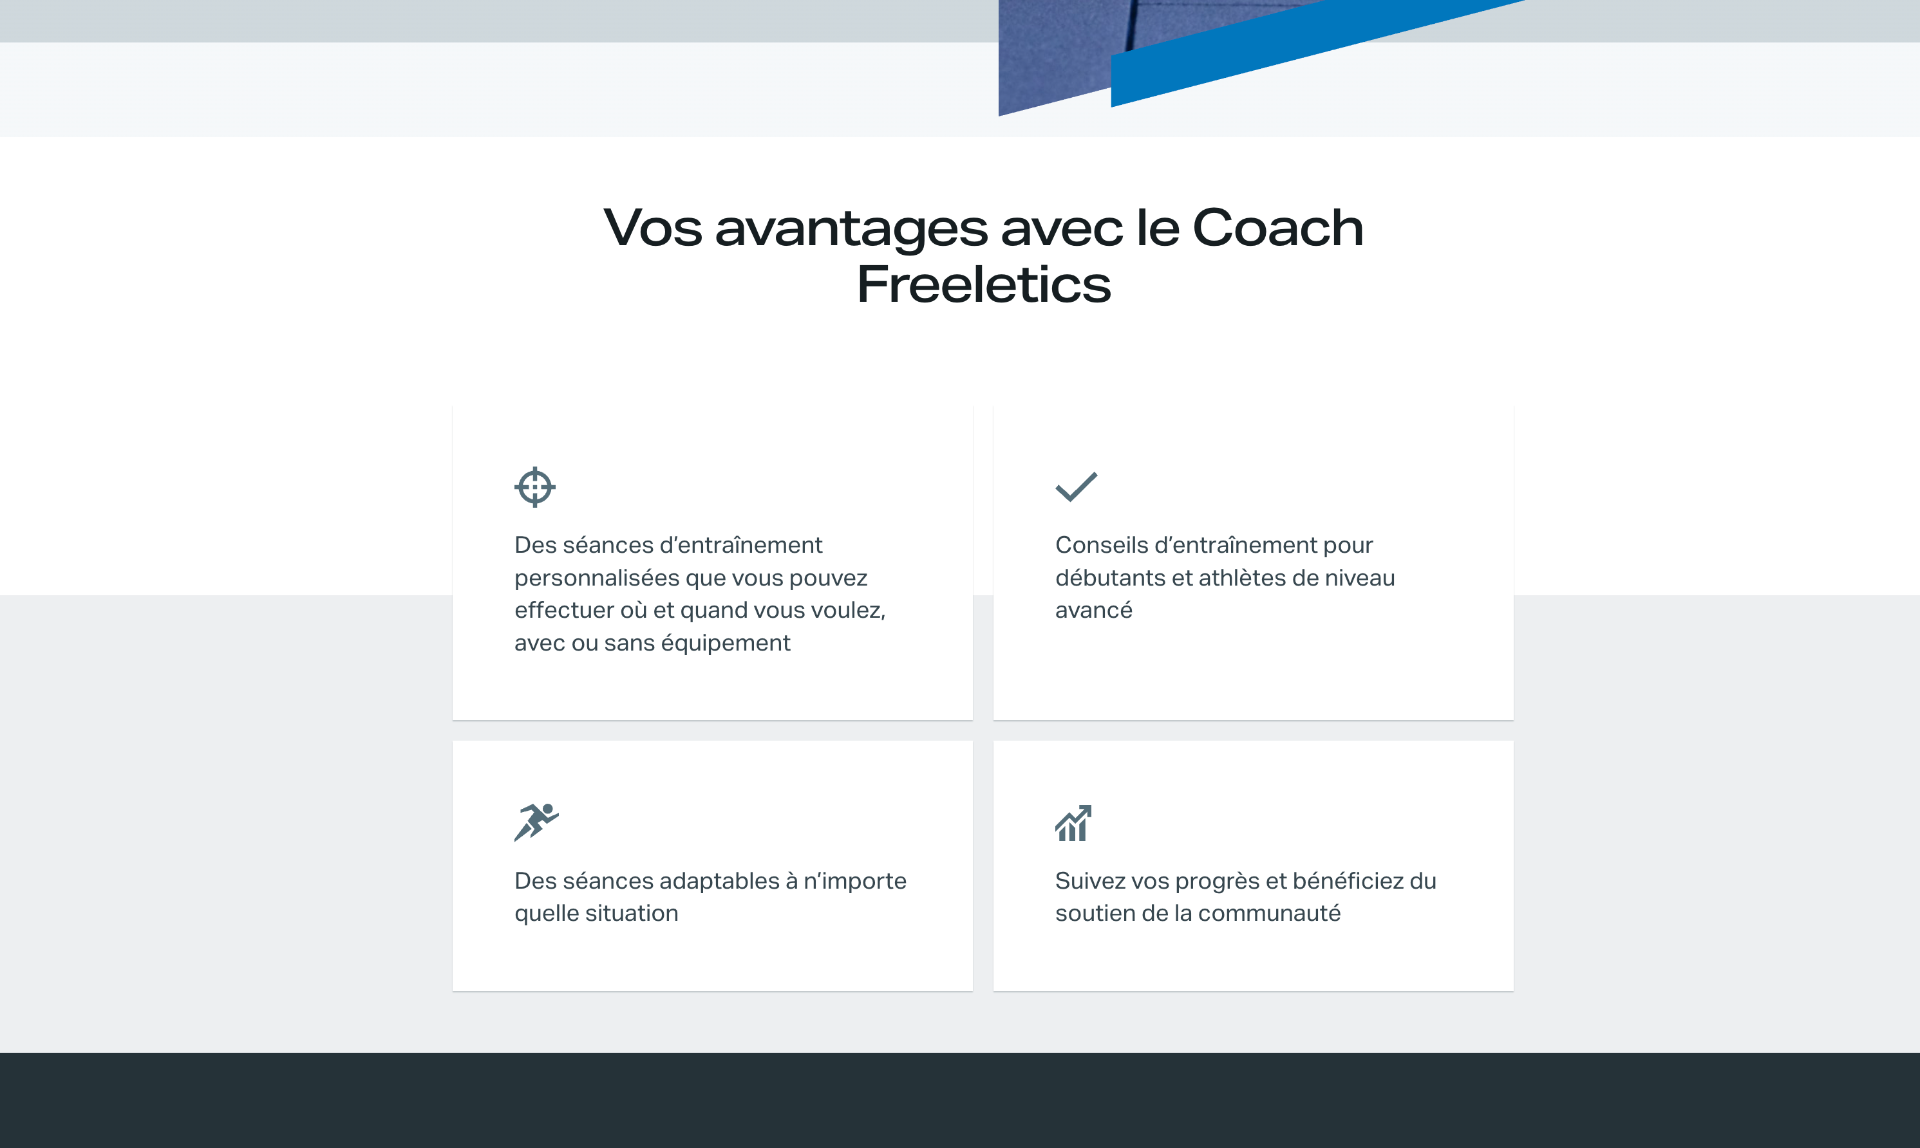 Vos avantages avec le Coach
Freeletics
Des séances d’entraînement
personnalisées que vous pouvez
effectuer où et quand vous voulez,
avec ou sans équipement
Conseils d’entraînement pour
débutants et athlètes de niveau
avancé
Des séances adaptables à n’importe
quelle situation
Suivez vos progrès et bénéficiez du
soutien de la communauté